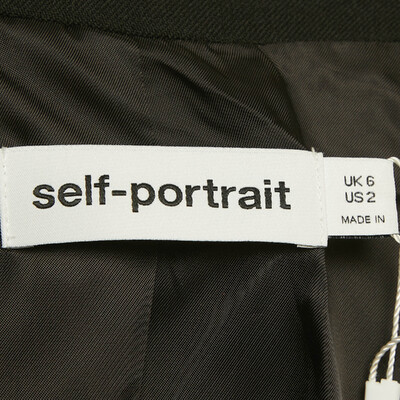 self-portrait
UK 6
US 2
MADE IN